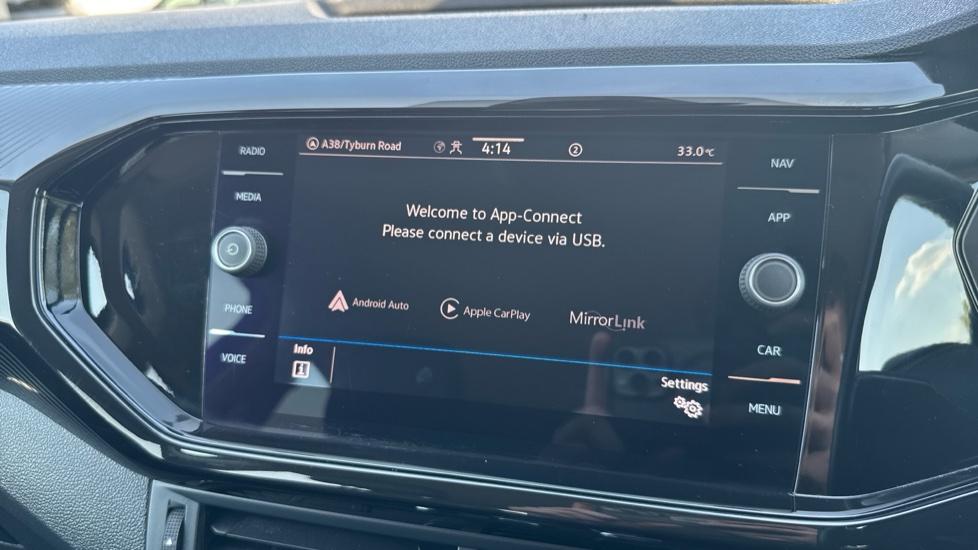 RADIO
MEDIA
PHONE
VOICE
A38/Tyburn Road
4:14
2
33.0°C
Welcome to App-Connect
Please connect a device via USB.
Android Auto
Apple CarPlay
MirrorLink
Info
Settings
NAV
APP
CAR
MENU